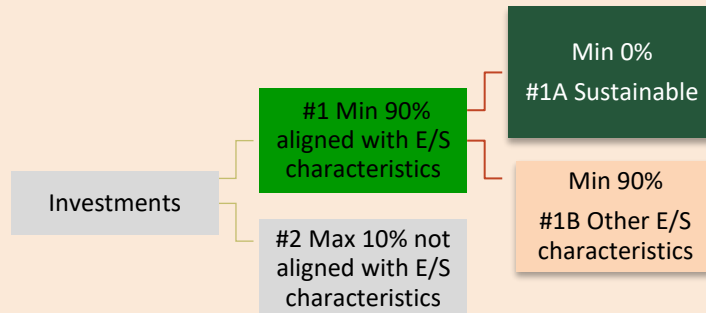 Investments
#1 Min 90%
aligned with E/S
characteristics
#2 Max 10% not
aligned with E/S
characteristics
Min 0%
#1A Sustainable
Min 90%
#1B Other E/S
characteristics